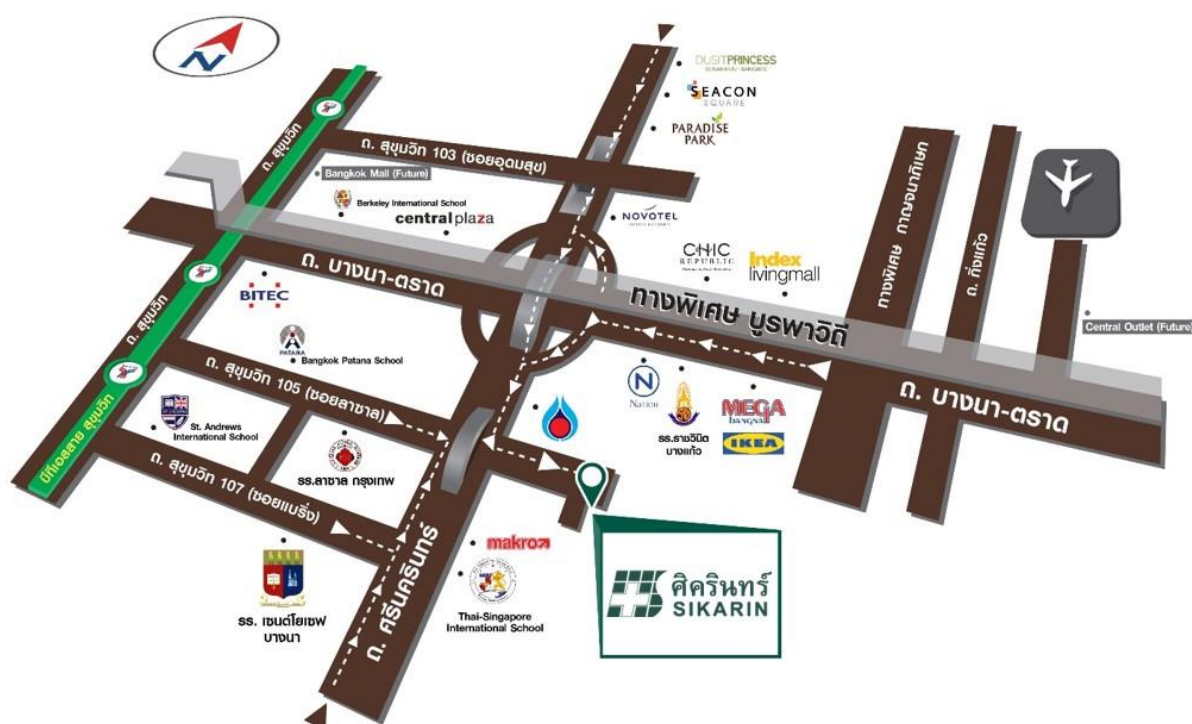 N
DUSITPRINCESS
SEACON
SQUARE
PARADISE
PARK
ถ. สุขุมวิท
ถ. สุขุมวิท 103 (ซอยอุดมสุข)
Bangkok Mall (Future)
Berkeley International School
centralplaza
NOVOTEL
CHIC
REPUBLIC
Index
livingmall
ทางพิเศษ กาญจนาภิเษก
ถ. กิ่งแก้ว
Central Outlet (Future)
ถ. บางนา-ตราด
ทางพิเศษ บูรพาวิถี
ถ. บางนา-ตราด
BITEC
ถ. สุขุมวิท
PATANA
Bangkok Patana School
ถ. สุขุมวิท 105 (ซอยลาซาล)
N
Nation
รร.ราชวินิต
บางแก้ว
MEGA
BANGNA
IKEA
บีทีเอสสาย สุขุมวิท
St. Andrews
International School
รร.ลาซาล กรุงเทพ
ถ. สุขุมวิท 107 (ซอยแบริ่ง)
ถ. ศรีนครินทร์
makro
Thai-Singapore
International School
รร. เซนต์โยเซฟ
บางนา
ศิครินทร์
SIKARIN